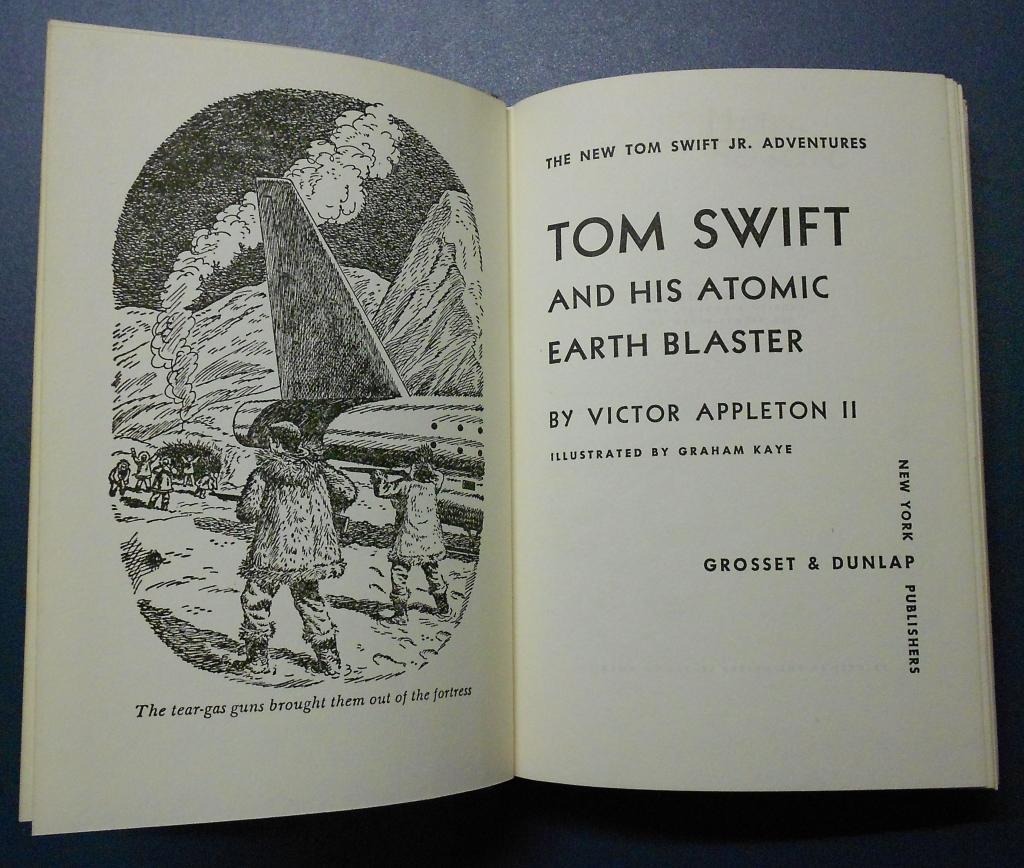 The tear-gas guns brought them out of the fortress
THE NEW TOM SWIFT JR. ADVENTURES
TOM SWIFT
AND HIS ATOMIC
EARTH BLASTER
BY VICTOR APPLETON II
ILLUSTRATED BY GRAHAM KAYE
NEW YORK
GROSSET & DUNLAP
PUBLISHERS